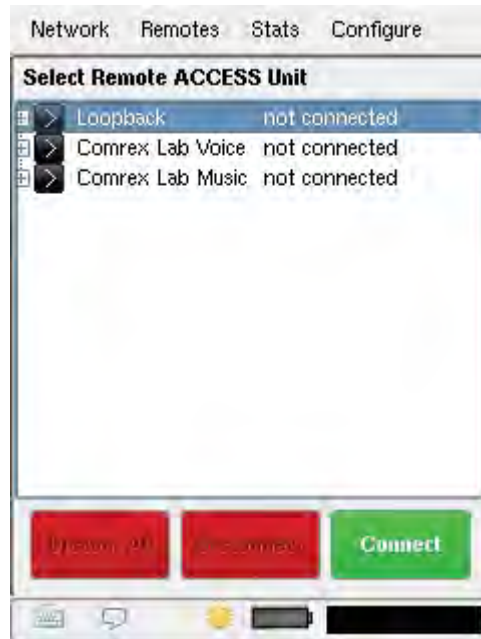 Network Remotes Stats Configure
Select Remote ACCESS Unit
Loopback not connected
Comrex Lab Voice not connected
Comrex Lab Music not connected
Connect